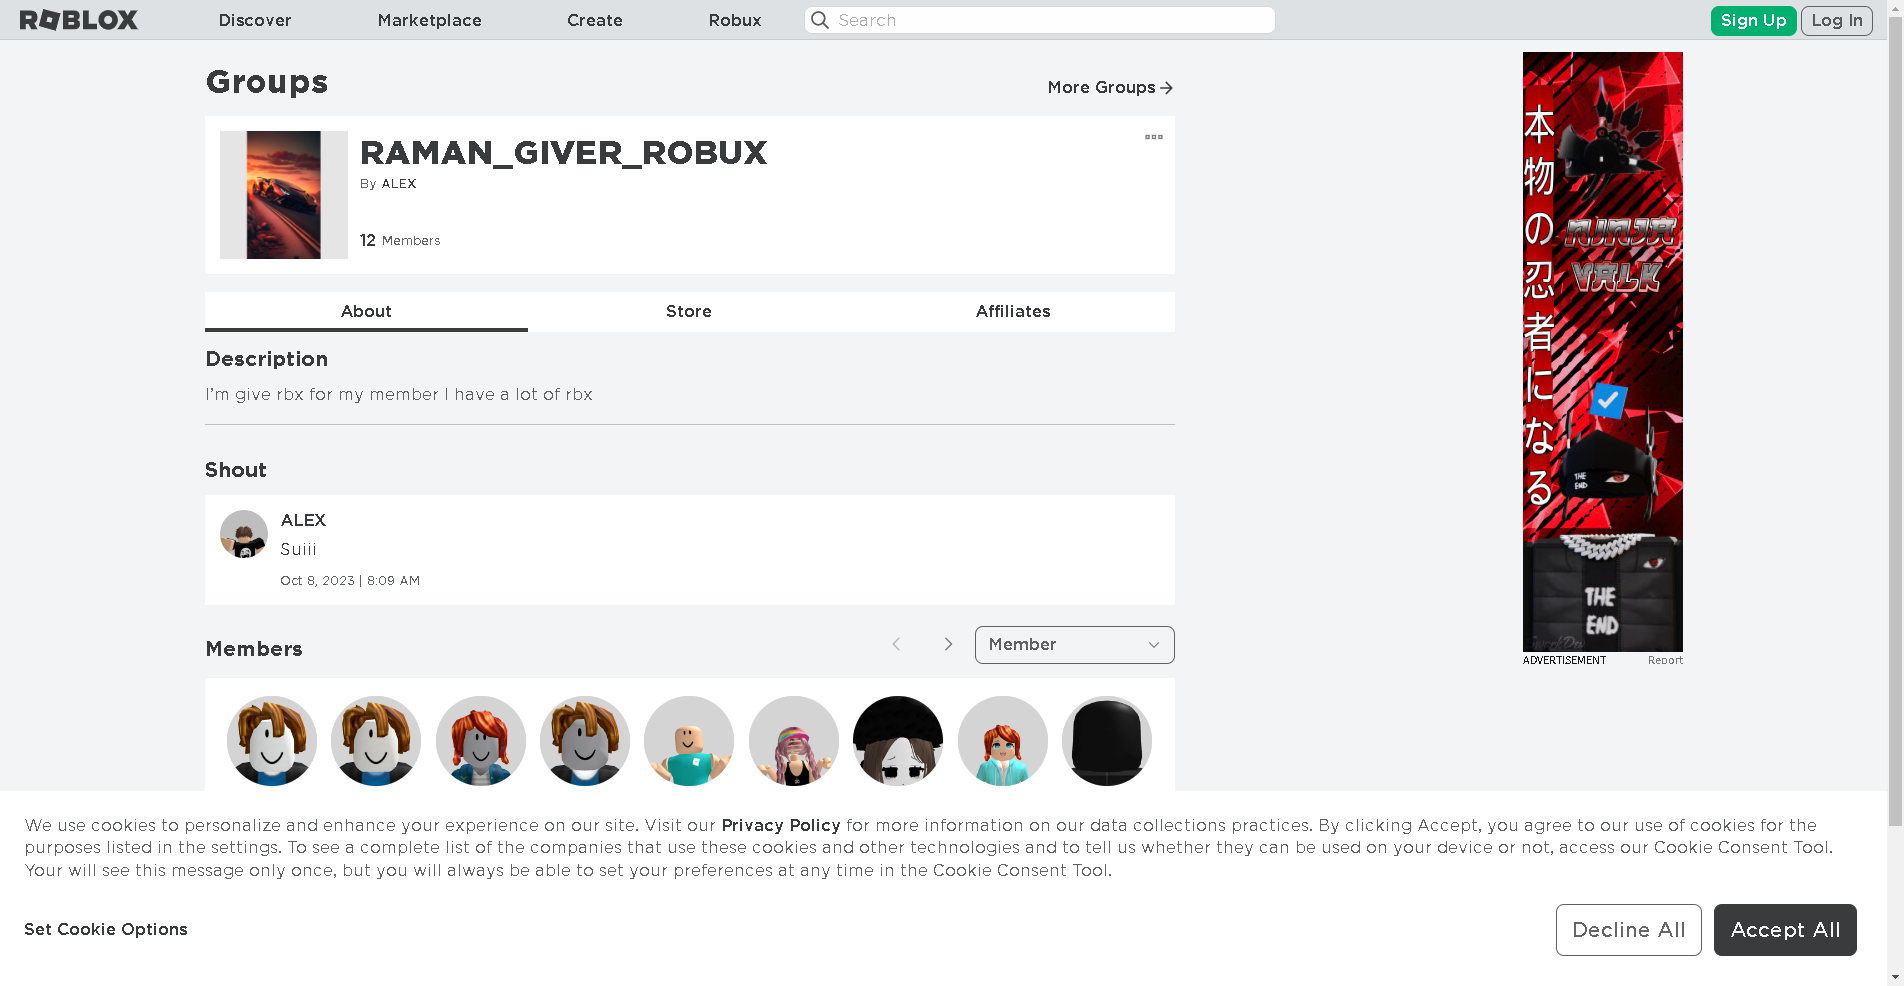 ROBLOX
Discover
Marketplace
Create
Robux
Search
Sign Up
Log In
Groups
More Groups
RAMAN_GIVER_ROBUX
By ALEX
12 Members
About
Store
Affiliates
Description
I'm give rbx for my member I have a lot of rbx
Shout
ALEX
Suiii
Oct 8, 2023 | 8:09 AM
Members
Member
本物の忍者になる
NINJA
VALK
THE
END
THE
END
ADVERTISEMENT
Report
We use cookies to personalize and enhance your experience on our site. Visit our Privacy Policy for more information on our data collections practices. By clicking Accept, you agree to our use of cookies for the
purposes listed in the settings. To see a complete list of the companies that use these cookies and other technologies and to tell us whether they can be used on your device or not, access our Cookie Consent Tool.
Your will see this message only once, but you will always be able to set your preferences at any time in the Cookie Consent Tool.
Set Cookie Options
Decline All
Accept All